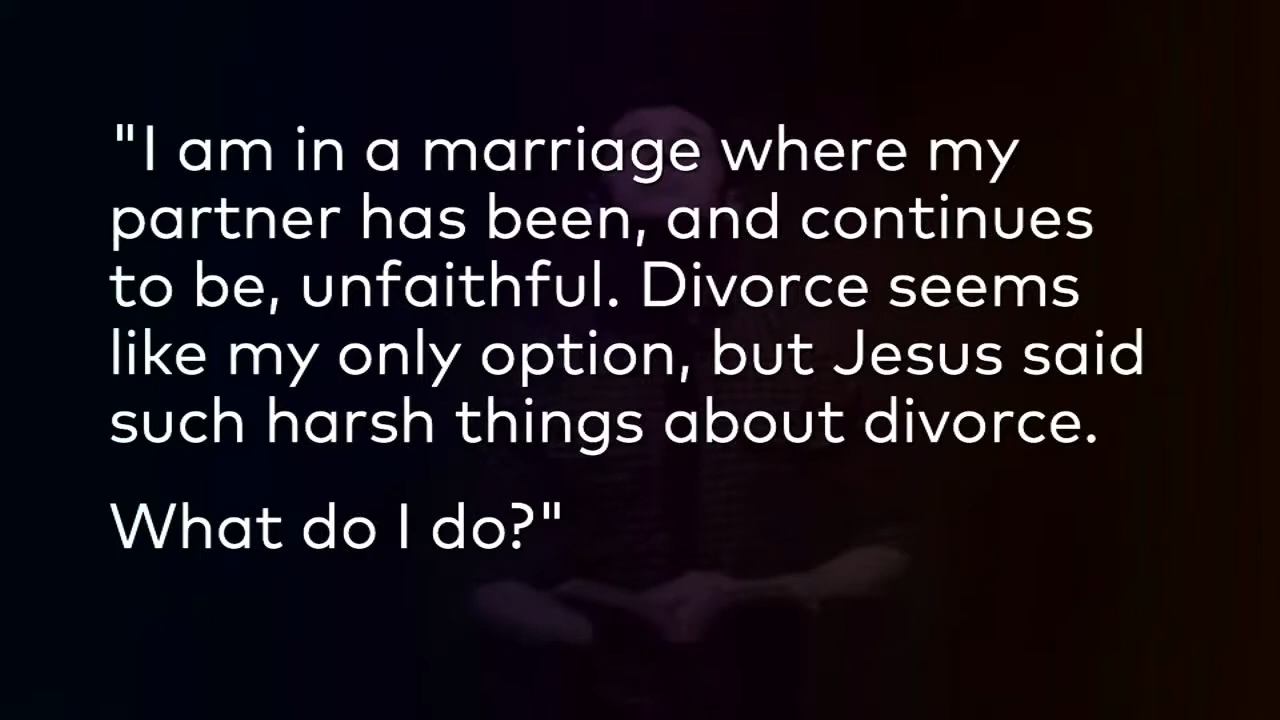 "I am in a marriage where my
partner has been, and continues
to be, unfaithful. Divorce seems
like my only option, but Jesus said
such harsh things about divorce.
What do I do?"